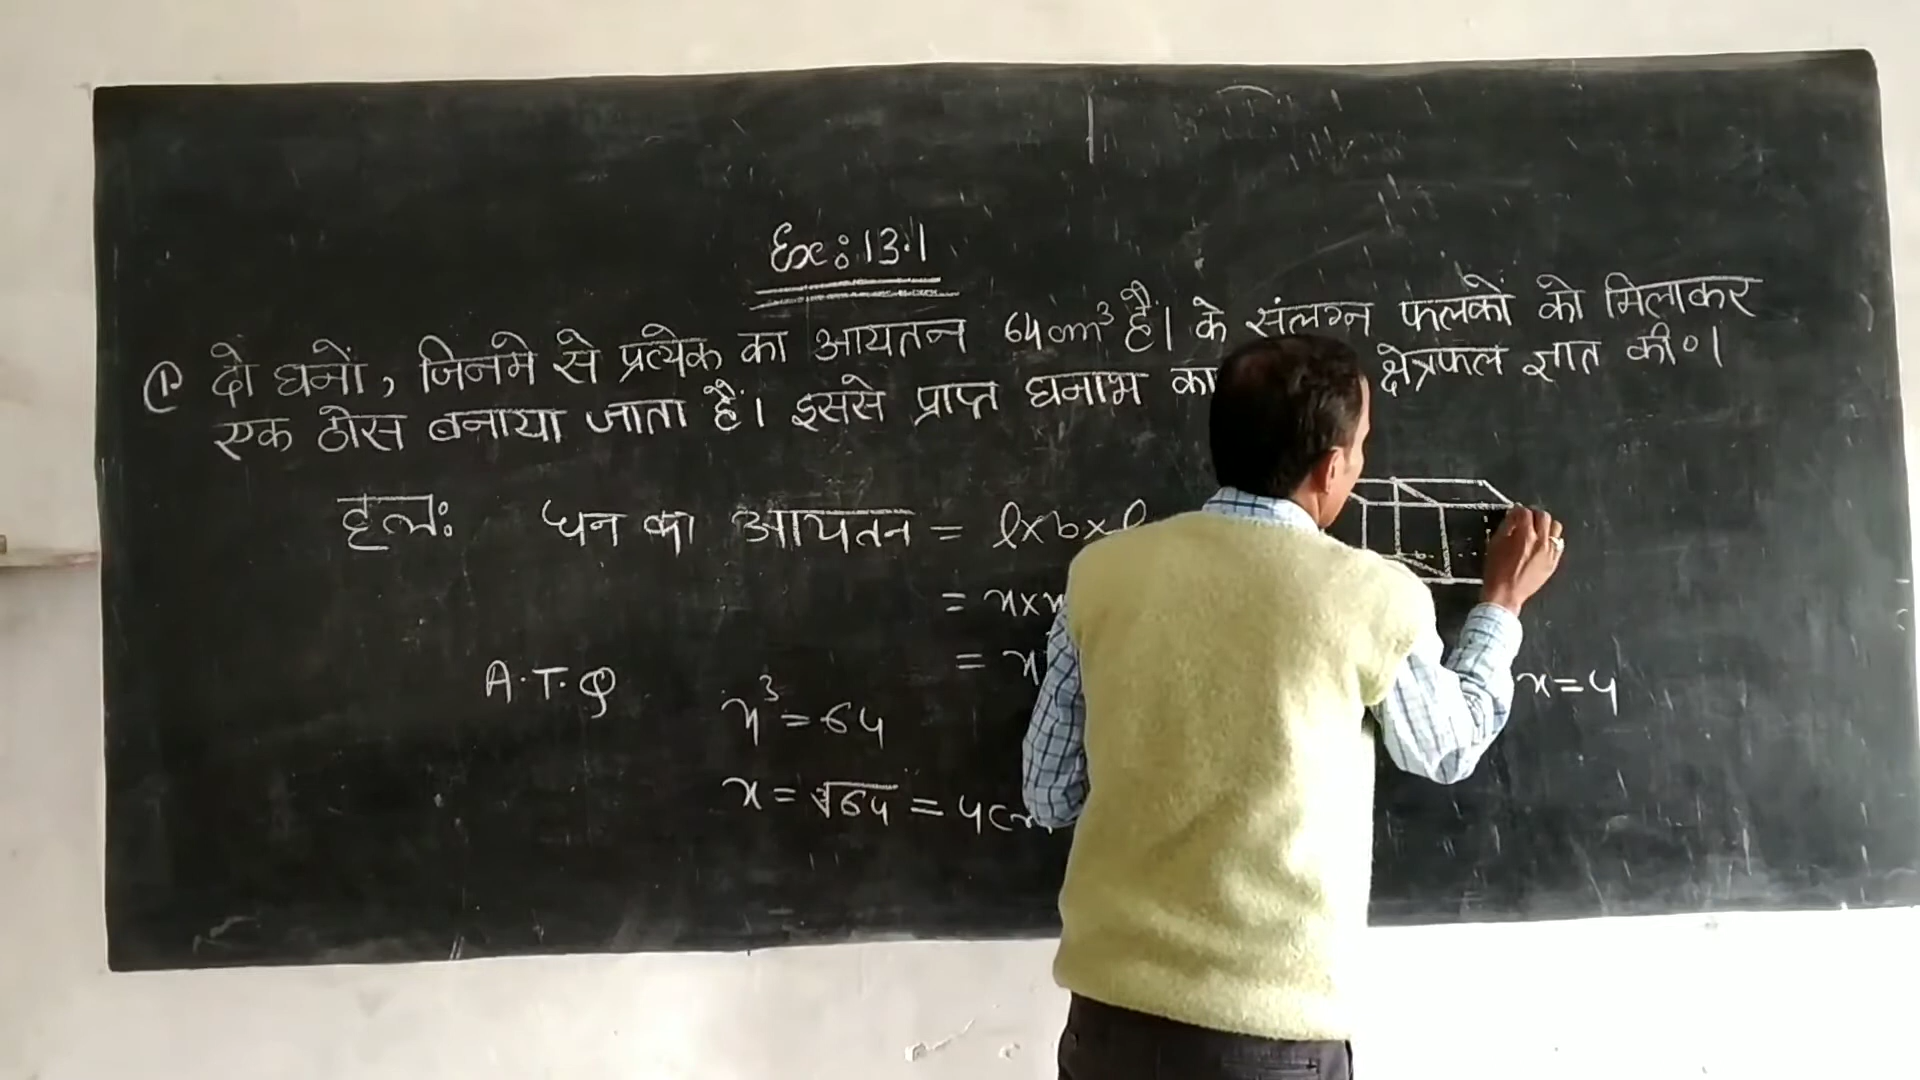 Ex: 13.1
Q1 दो घनों, जिनमे से प्रत्येक का आयतन 64cm³ है। के संलग्न फलकों को मिलाकर
एक ठोस बनाया जाता है। इससे प्राप्त घनाभ का क्षेत्रफल ज्ञात की०।
हलः घन का आयतन = l×b×
= x×
= x
A.T.Q
x³ = 64
x = ∛64 = 4cm
x=4